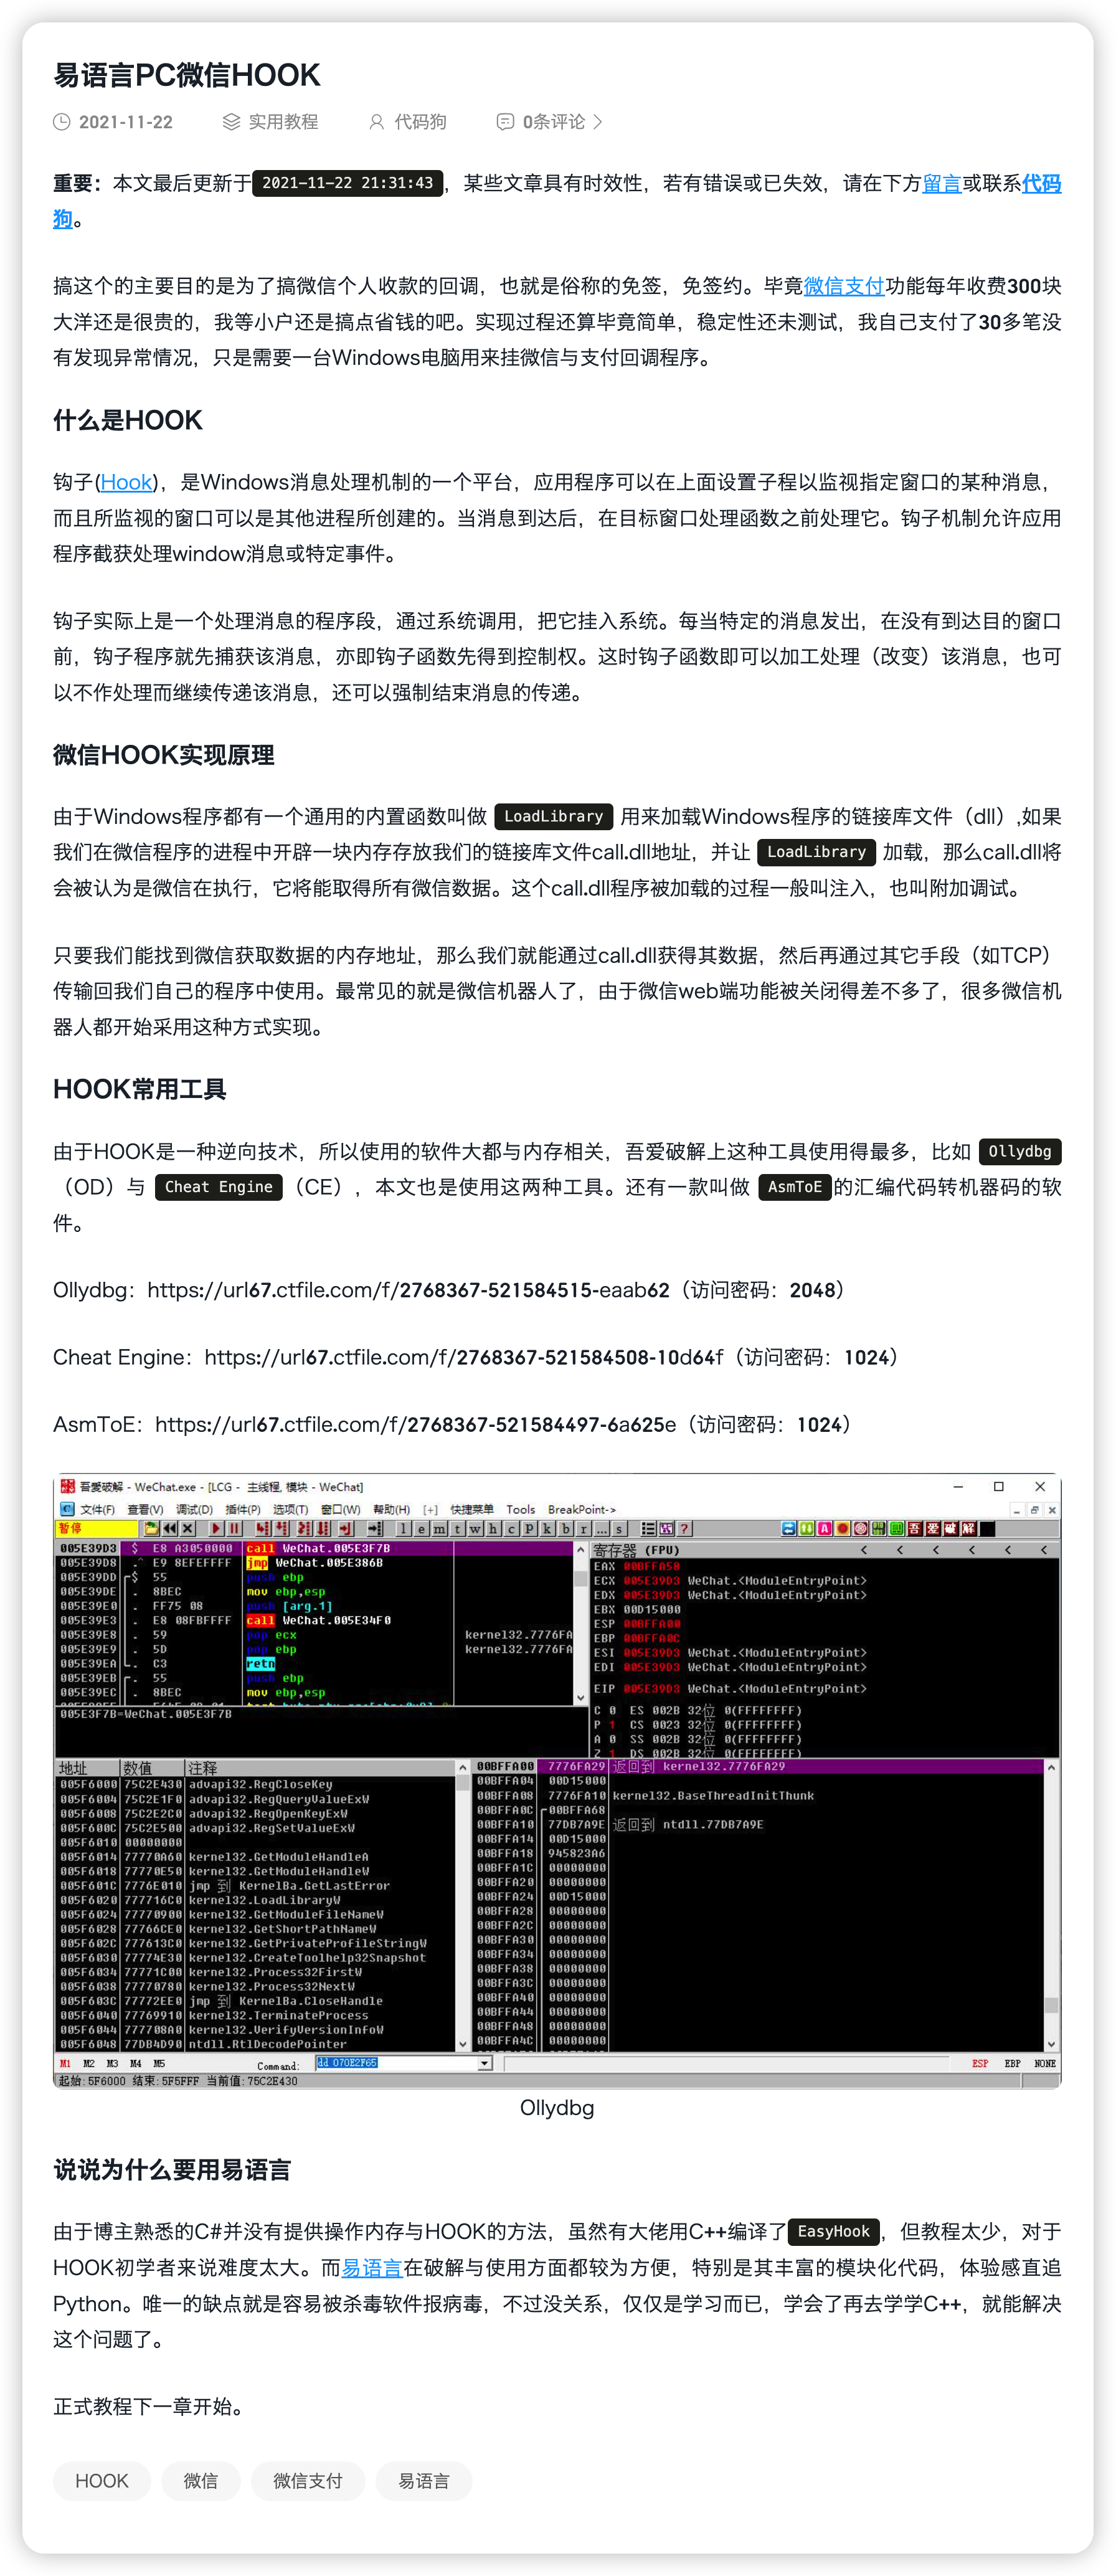 易语言PC微信HOOK
2021-11-22 实用教程 代码狗 0条评论
重要：本文最后更新于 2021-11-22 21:31:43，某些文章具有时效性，若有错误或已失效，请在下方留言或联系代码
狗。
搞这个的主要目的是为了搞微信个人收款的回调，也就是俗称的免签，免签约。毕竟微信支付功能每年收费300块
大洋还是很贵的，我等小户还是搞点省钱的吧。实现过程还算毕竟简单，稳定性还未测试，我自己支付了30多笔没
有发现异常情况，只是需要一台Windows电脑用来挂微信与支付回调程序。
什么是HOOK
钩子(Hook)，是Windows消息处理机制的一个平台，应用程序可以在上面设置子程以监视指定窗口的某种消息，
而且所监视的窗口可以是其他进程所创建的。当消息到达后，在目标窗口处理函数之前处理它。钩子机制允许应用
程序截获处理window消息或特定事件。
钩子实际上是一个处理消息的程序段，通过系统调用，把它挂入系统。每当特定的消息发出，在没有到达目的窗口
前，钩子程序就先捕获该消息，亦即钩子函数先得到控制权。这时钩子函数即可以加工处理（改变）该消息，也可
以不作处理而继续传递该消息，还可以强制结束消息的传递。
微信HOOK实现原理
由于Windows程序都有一个通用的内置函数叫做 LoadLibrary 用来加载Windows程序的链接库文件（dll）,如果
我们在微信程序的进程中开辟一块内存存放我们的链接库文件call.dll地址，并让 LoadLibrary 加载，那么call.dll将
会被认为是微信在执行，它将能取得所有微信数据。这个call.dll程序被加载的过程一般叫注入，也叫附加调试。
只要我们能找到微信获取数据的内存地址，那么我们就能通过call.dll获得其数据，然后再通过其它手段（如TCP）
传输回我们自己的程序中使用。最常见的就是微信机器人了，由于微信web端功能被关闭得差不多了，很多微信机
器人都开始采用这种方式实现。
HOOK常用工具
由于HOOK是一种逆向技术，所以使用的软件大都与内存相关，吾爱破解上这种工具使用得最多，比如 Ollydbg
（OD）与 Cheat Engine （CE），本文也是使用这两种工具。还有一款叫做 AsmToE 的汇编代码转机器码的软
件。
Ollydbg：https://url67.ctfile.com/f/2768367-521584515-eaab62（访问密码：2048）
Cheat Engine：https://url67.ctfile.com/f/2768367-521584508-10d64f（访问密码：1024）
AsmToE：https://url67.ctfile.com/f/2768367-521584497-6a625e（访问密码：1024）
吾爱破解 - WeChat.exe - [LCG - 主线程, 模块 - WeChat]
文件(F) 查看(V) 调试(D) 插件(P) 选项(T) 窗口(W) 帮助(H) [+] 快捷菜单 Tools BreakPoint->
暂停 l e m t w h c p k b r ... s ? 吾 爱 破 解
005E39D3 $ E8 A3050000 call WeChat.005E3F7B
005E39D8 .^ E9 8EFEFFFF jmp WeChat.005E386B
005E39DD $ 55 push ebp
005E39DE . 8BEC mov ebp,esp
005E39E0 . FF75 08 push [arg.1]
005E39E3 . E8 08FBFFFF call WeChat.005E34F0
005E39E8 . 59 pop ecx kernel32.7776FA
005E39E9 . 5D pop ebp kernel32.7776FA
005E39EA . C3 retn
005E39EB . 55 push ebp
005E39EC . 8BEC mov ebp,esp
005E3F7B=WeChat.005E3F7B
寄存器 (FPU) < < < < < <
EAX 00BFFA58
ECX 005E39D3 WeChat.<ModuleEntryPoint>
EDX 005E39D3 WeChat.<ModuleEntryPoint>
EBX 00D15000
ESP 00BFFA00
EBP 00BFFA0C
ESI 005E39D3 WeChat.<ModuleEntryPoint>
EDI 005E39D3 WeChat.<ModuleEntryPoint>
EIP 005E39D3 WeChat.<ModuleEntryPoint>
C 0 ES 002B 32位 0(FFFFFFFF)
P 1 CS 0023 32位 0(FFFFFFFF)
A 0 SS 002B 32位 0(FFFFFFFF)
Z 1 DS 002B 32位 0(FFFFFFFF)
地址 数值 注释
005F6000 75C2E430 advapi32.RegCloseKey
005F6004 75C2E1F0 advapi32.RegQueryValueExW
005F6008 75C2E2C0 advapi32.RegOpenKeyExW
005F600C 75C2E500 advapi32.RegSetValueExW
005F6010 00000000
005F6014 77770A60 kernel32.GetModuleHandleA
005F6018 77770E50 kernel32.GetModuleHandleW
005F601C 7776E010 jmp 到 KernelBa.GetLastError
005F6020 777716C0 kernel32.LoadLibraryW
005F6024 77770900 kernel32.GetModuleFileNameW
005F6028 77766CE0 kernel32.GetShortPathNameW
005F602C 777613C0 kernel32.GetPrivateProfileStringW
005F6030 77774E30 kernel32.CreateToolhelp32Snapshot
005F6034 77771C00 kernel32.Process32FirstW
005F6038 77770780 kernel32.Process32NextW
005F603C 77772EE0 jmp 到 KernelBa.CloseHandle
005F6040 77769910 kernel32.TerminateProcess
005F6044 777708A0 kernel32.VerifyVersionInfoW
005F6048 77DB4D90 ntdll.RtlDecodePointer
00BFFA00 7776FA29 返回到 kernel32.7776FA29
00BFFA04 00D15000
00BFFA08 7776FA10 kernel32.BaseThreadInitThunk
00BFFA0C 00BFFA68
00BFFA10 77DB7A9E 返回到 ntdll.77DB7A9E
00BFFA14 00D15000
00BFFA18 945823A6
00BFFA1C 00000000
00BFFA20 00000000
00BFFA24 00D15000
00BFFA28 00000000
00BFFA2C 00000000
00BFFA30 00000000
00BFFA34 00000000
00BFFA38 00000000
00BFFA3C 00000000
00BFFA40 00000000
00BFFA44 00000000
00BFFA48 00000000
00BFFA4C 00000000
M1 M2 M3 M4 M5 Command: dd 070E2F65 ESP EBP NONE
起始:5F6000 结束:5F5FFF 当前值:75C2E430
Ollydbg
说说为什么要用易语言
由于博主熟悉的C#并没有提供操作内存与HOOK的方法，虽然有大佬用C++编译了 EasyHook，但教程太少，对于
HOOK初学者来说难度太大。而易语言在破解与使用方面都较为方便，特别是其丰富的模块化代码，体验感直追
Python。唯一的缺点就是容易被杀毒软件报病毒，不过没关系，仅仅是学习而已，学会了再去学学C++，就能解决
这个问题了。
正式教程下一章开始。
HOOK 微信 微信支付 易语言